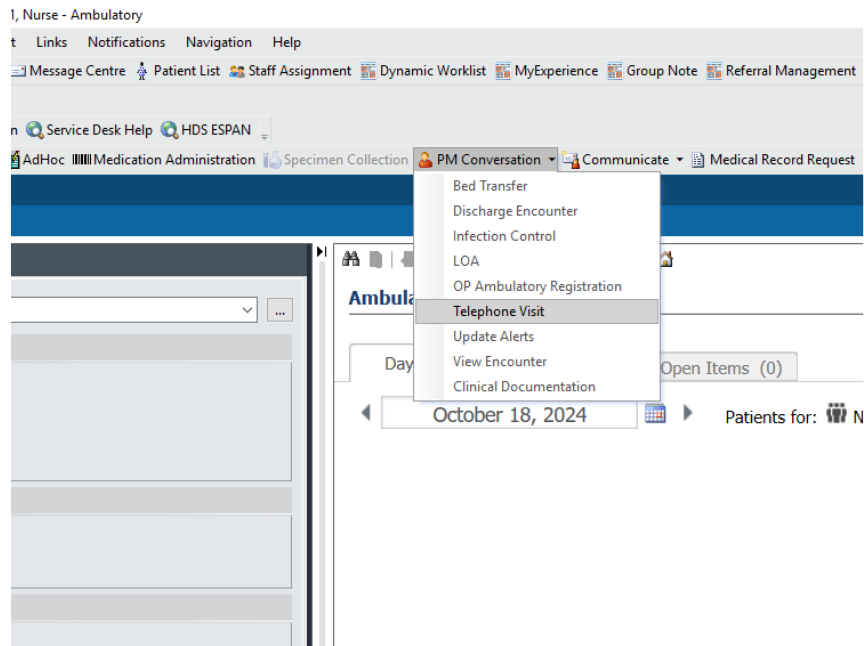 1, Nurse - Ambulatory
t Links Notifications Navigation Help
Message Centre Patient List Staff Assignment Dynamic Worklist MyExperience Group Note Referral Management
n Service Desk Help HDS ESPAN
AdHoc Medication Administration Specimen Collection PM Conversation Communicate Medical Record Request
Bed Transfer
Discharge Encounter
Infection Control
LOA
OP Ambulatory Registration
Ambula
Telephone Visit
Update Alerts
Day
View Encounter
Open Items (0)
Clinical Documentation
October 18, 2024
Patients for: N
...